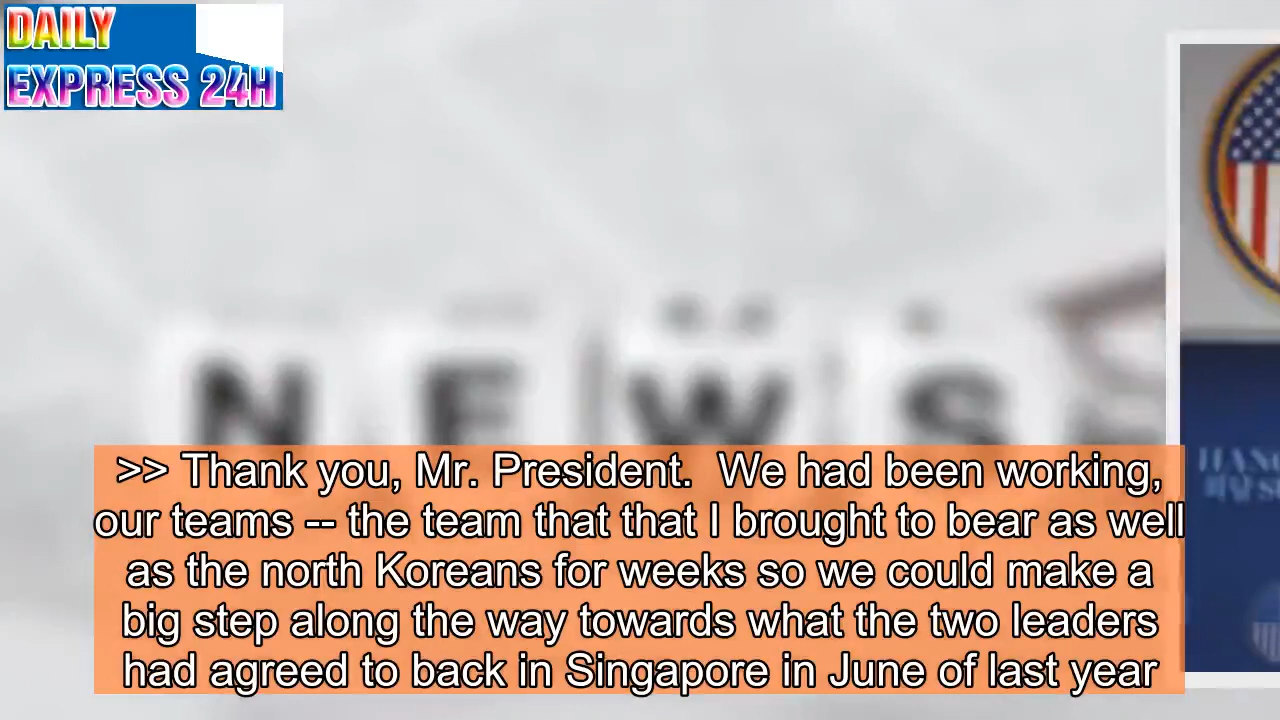 DAILY
EXPRESS 24H
NEWS
>> Thank you, Mr. President.  We had been working,
our teams -- the team that that I brought to bear as well
as the north Koreans for weeks so we could make a
big step along the way towards what the two leaders
had agreed to back in Singapore in June of last year